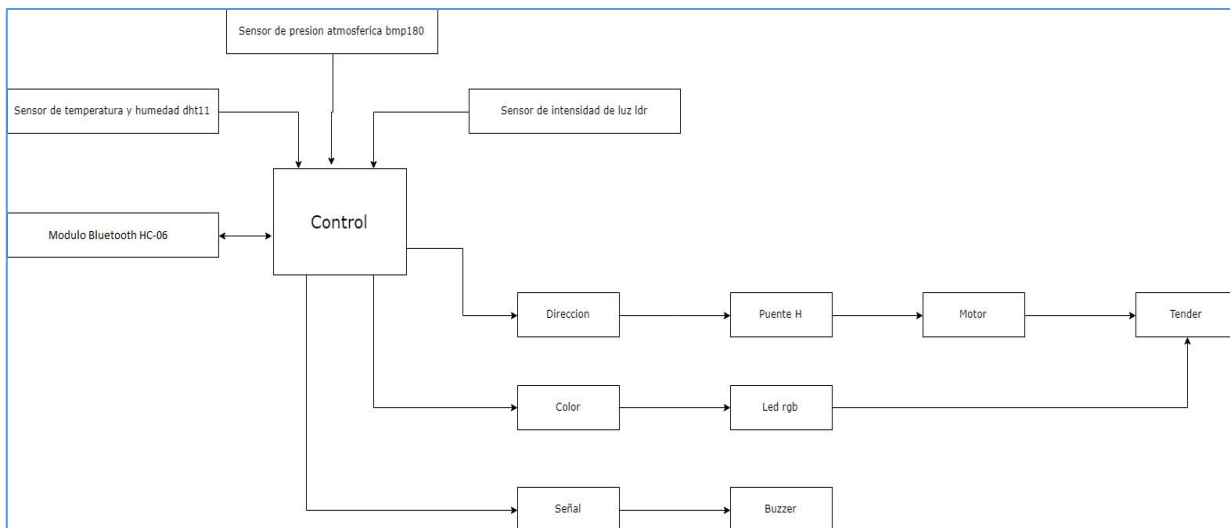 Sensor de presion atmosferica bmp180
Sensor de temperatura y humedad dht11
Sensor de intensidad de luz ldr
Control
Modulo Bluetooth HC-06
Direccion
Puente H
Motor
Tender
Color
Led rgb
Señal
Buzzer